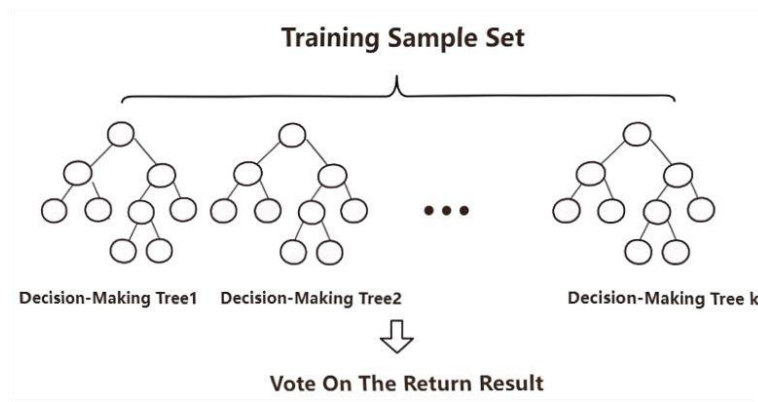 Training Sample Set
Decision-Making Tree1
Decision-Making Tree2
Decision-Making Tree k
Vote On The Return Result